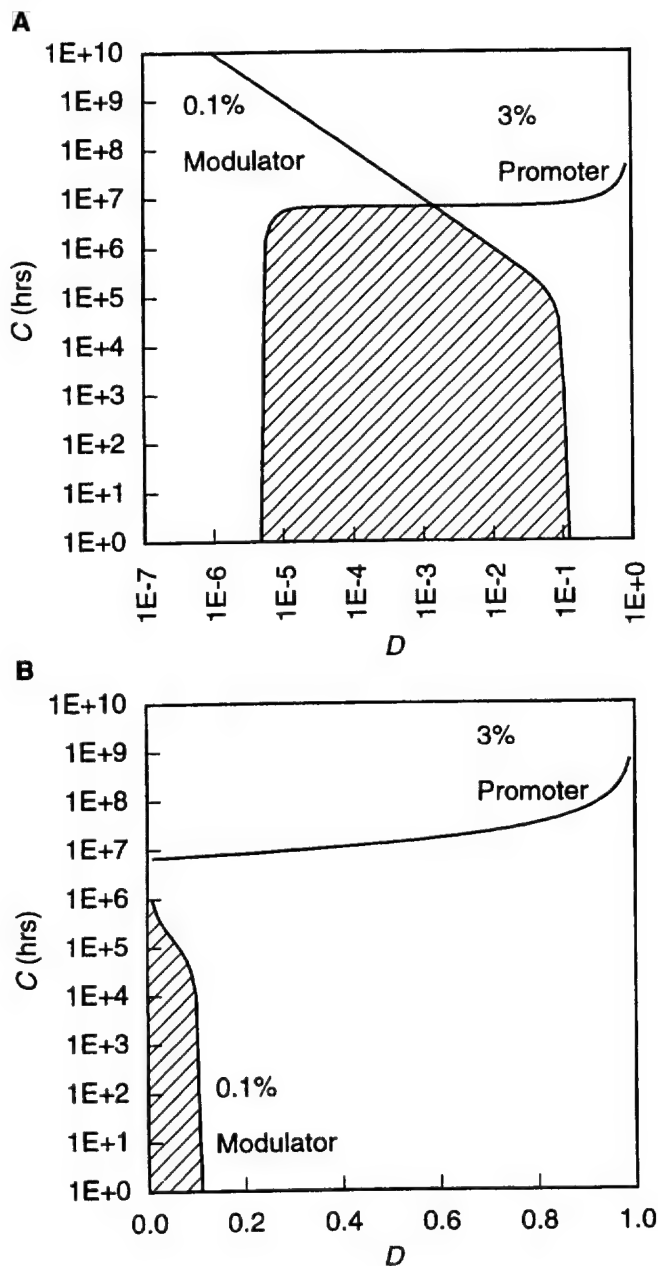 A
1E+10
1E+9
1E+8
1E+7
1E+6
1E+5
1E+4
1E+3
1E+2
1E+1
1E+0
C (hrs)
0.1%
Modulator
3%
Promoter
1E-7
1E-6
1E-5
1E-4
1E-3
1E-2
1E-1
1E+0
D
B
1E+10
1E+9
1E+8
1E+7
1E+6
1E+5
1E+4
1E+3
1E+2
1E+1
1E+0
C (hrs)
3%
Promoter
0.1%
Modulator
0.0 0.2 0.4 0.6 0.8 1.0
D